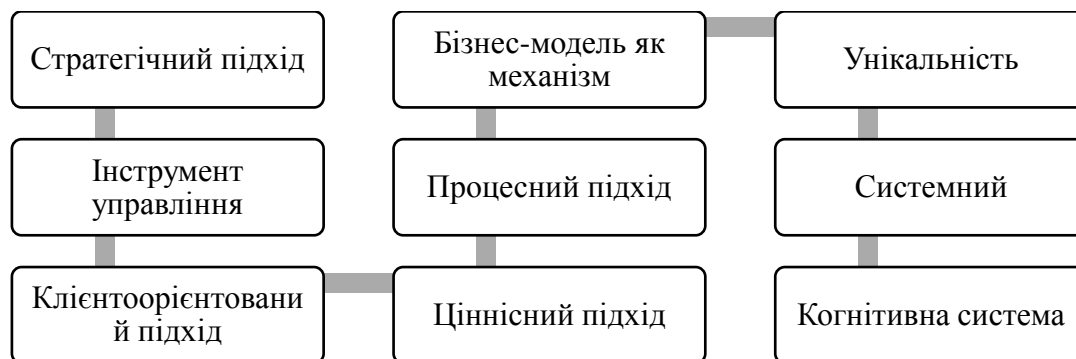 Стратегічний підхід
Інструмент
управління
Клієнтоорієнтовани
й підхід
Ціннісний підхід
Процесний підхід
Бізнес-модель як
механізм
Унікальність
Системний
Когнітивна система